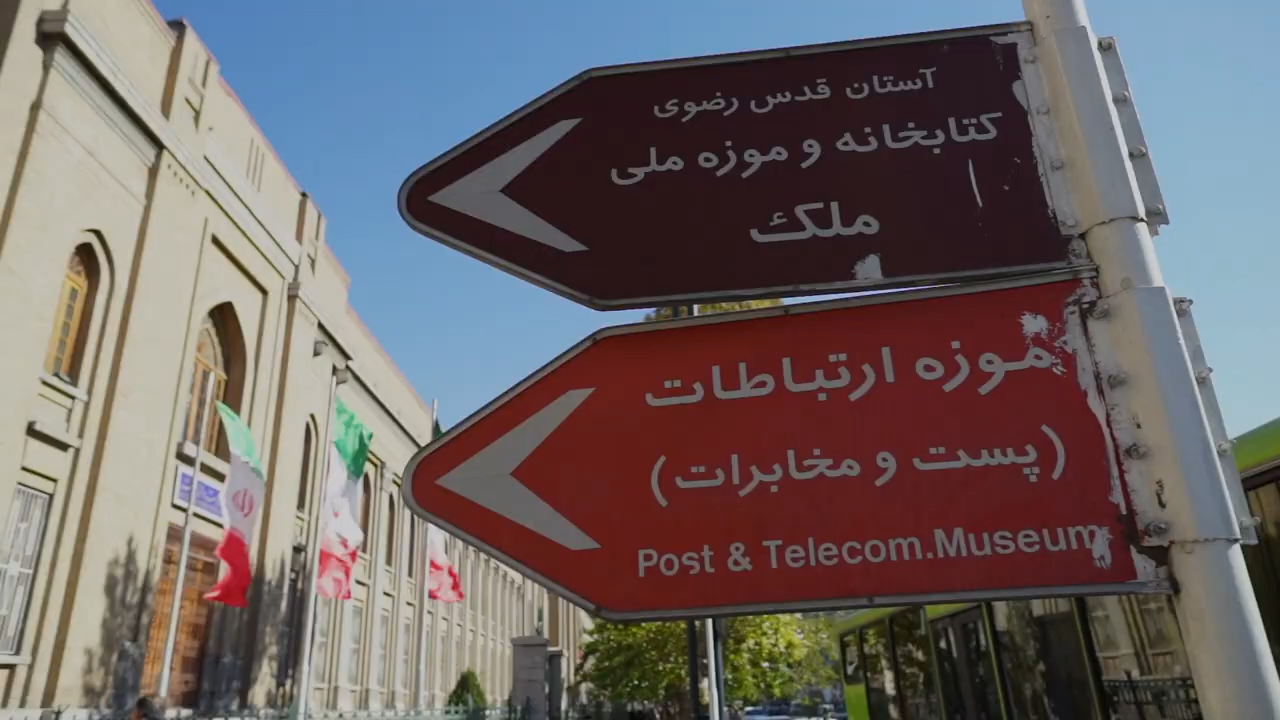 آستان قدس رضوی
کتابخانه و موزه ملی
ملک
موزه ارتباطات
(پست و مخابرات)
Post & Telecom.Museum